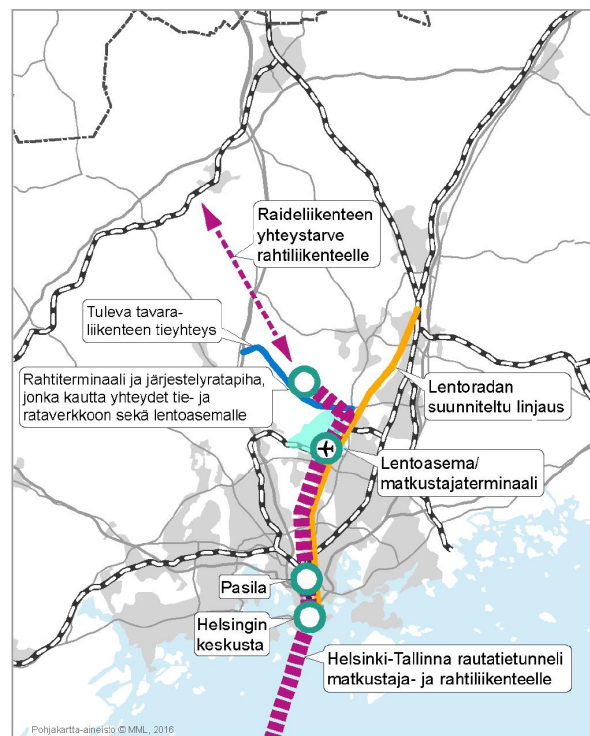 Raideliikenteen
yhteystarve
rahtiliikenteelle
Tuleva tavara-
liikenteen tieyhteys
Rahtiterminaali ja järjestelyratapiha,
jonka kautta yhteydet tie- ja
rataverkkoon sekä lentoasemalle
Lentoradan
suunniteltu linjaus
Lentoasema/
matkustajaterminaali
Pasila
Helsingin
keskusta
Helsinki-Tallinna rautatietunneli
matkustaja- ja rahtiliikenteelle
Pohjakartta-aineisto © MML, 2016